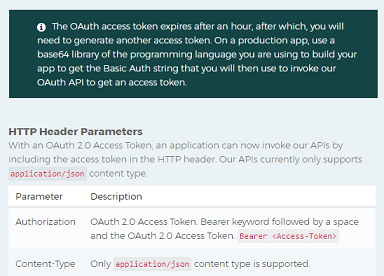 The OAuth access token expires after an hour, after which, you will
need to generate another access token. On a production app, use a
base64 library of the programming language you are using to build your
app to get the Basic Auth string that you will then use to invoke our
OAuth API to get an access token.
HTTP Header Parameters
With an OAuth 2.0 Access Token, an application can now invoke our APIs by
including the access token in the HTTP header. Our APIs currently only supports
application/json content type.
Parameter Description
Authorization OAuth 2.0 Access Token. Bearer keyword followed by a space
and the OAuth 2.0 Access Token. Bearer <Access-Token>
Content-Type Only application/json content type is supported.